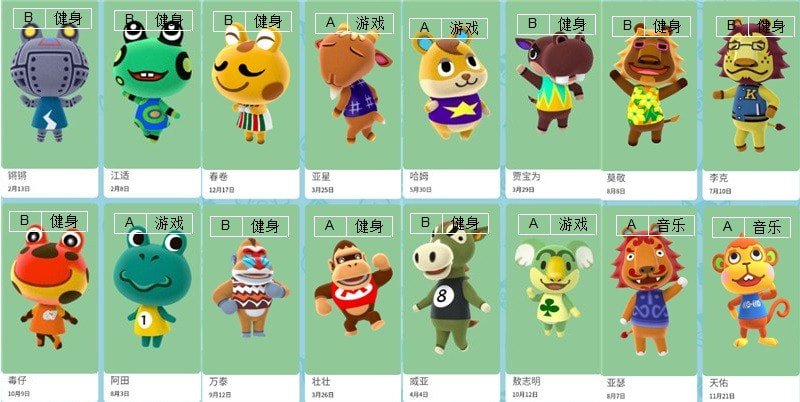 B 健身
B 健身
B 健身
A 游戏
A 游戏
B 健身
B 健身
B 健身
K
锵锵
江适
春卷
亚星
哈姆
贾宝为
莫敬
李克
2月13日
2月8日
12月17日
3月25日
5月30日
3月29日
8月8日
7月10日
B 健身
A 游戏
B 健身
A 健身
B 健身
A 游戏
A 音乐
A 音乐
1
8
毒仔
阿田
万泰
壮壮
威亚
敖志明
亚瑟
天佑
10月9日
8月3日
9月12日
3月26日
4月4日
10月12日
8月7日
11月21日